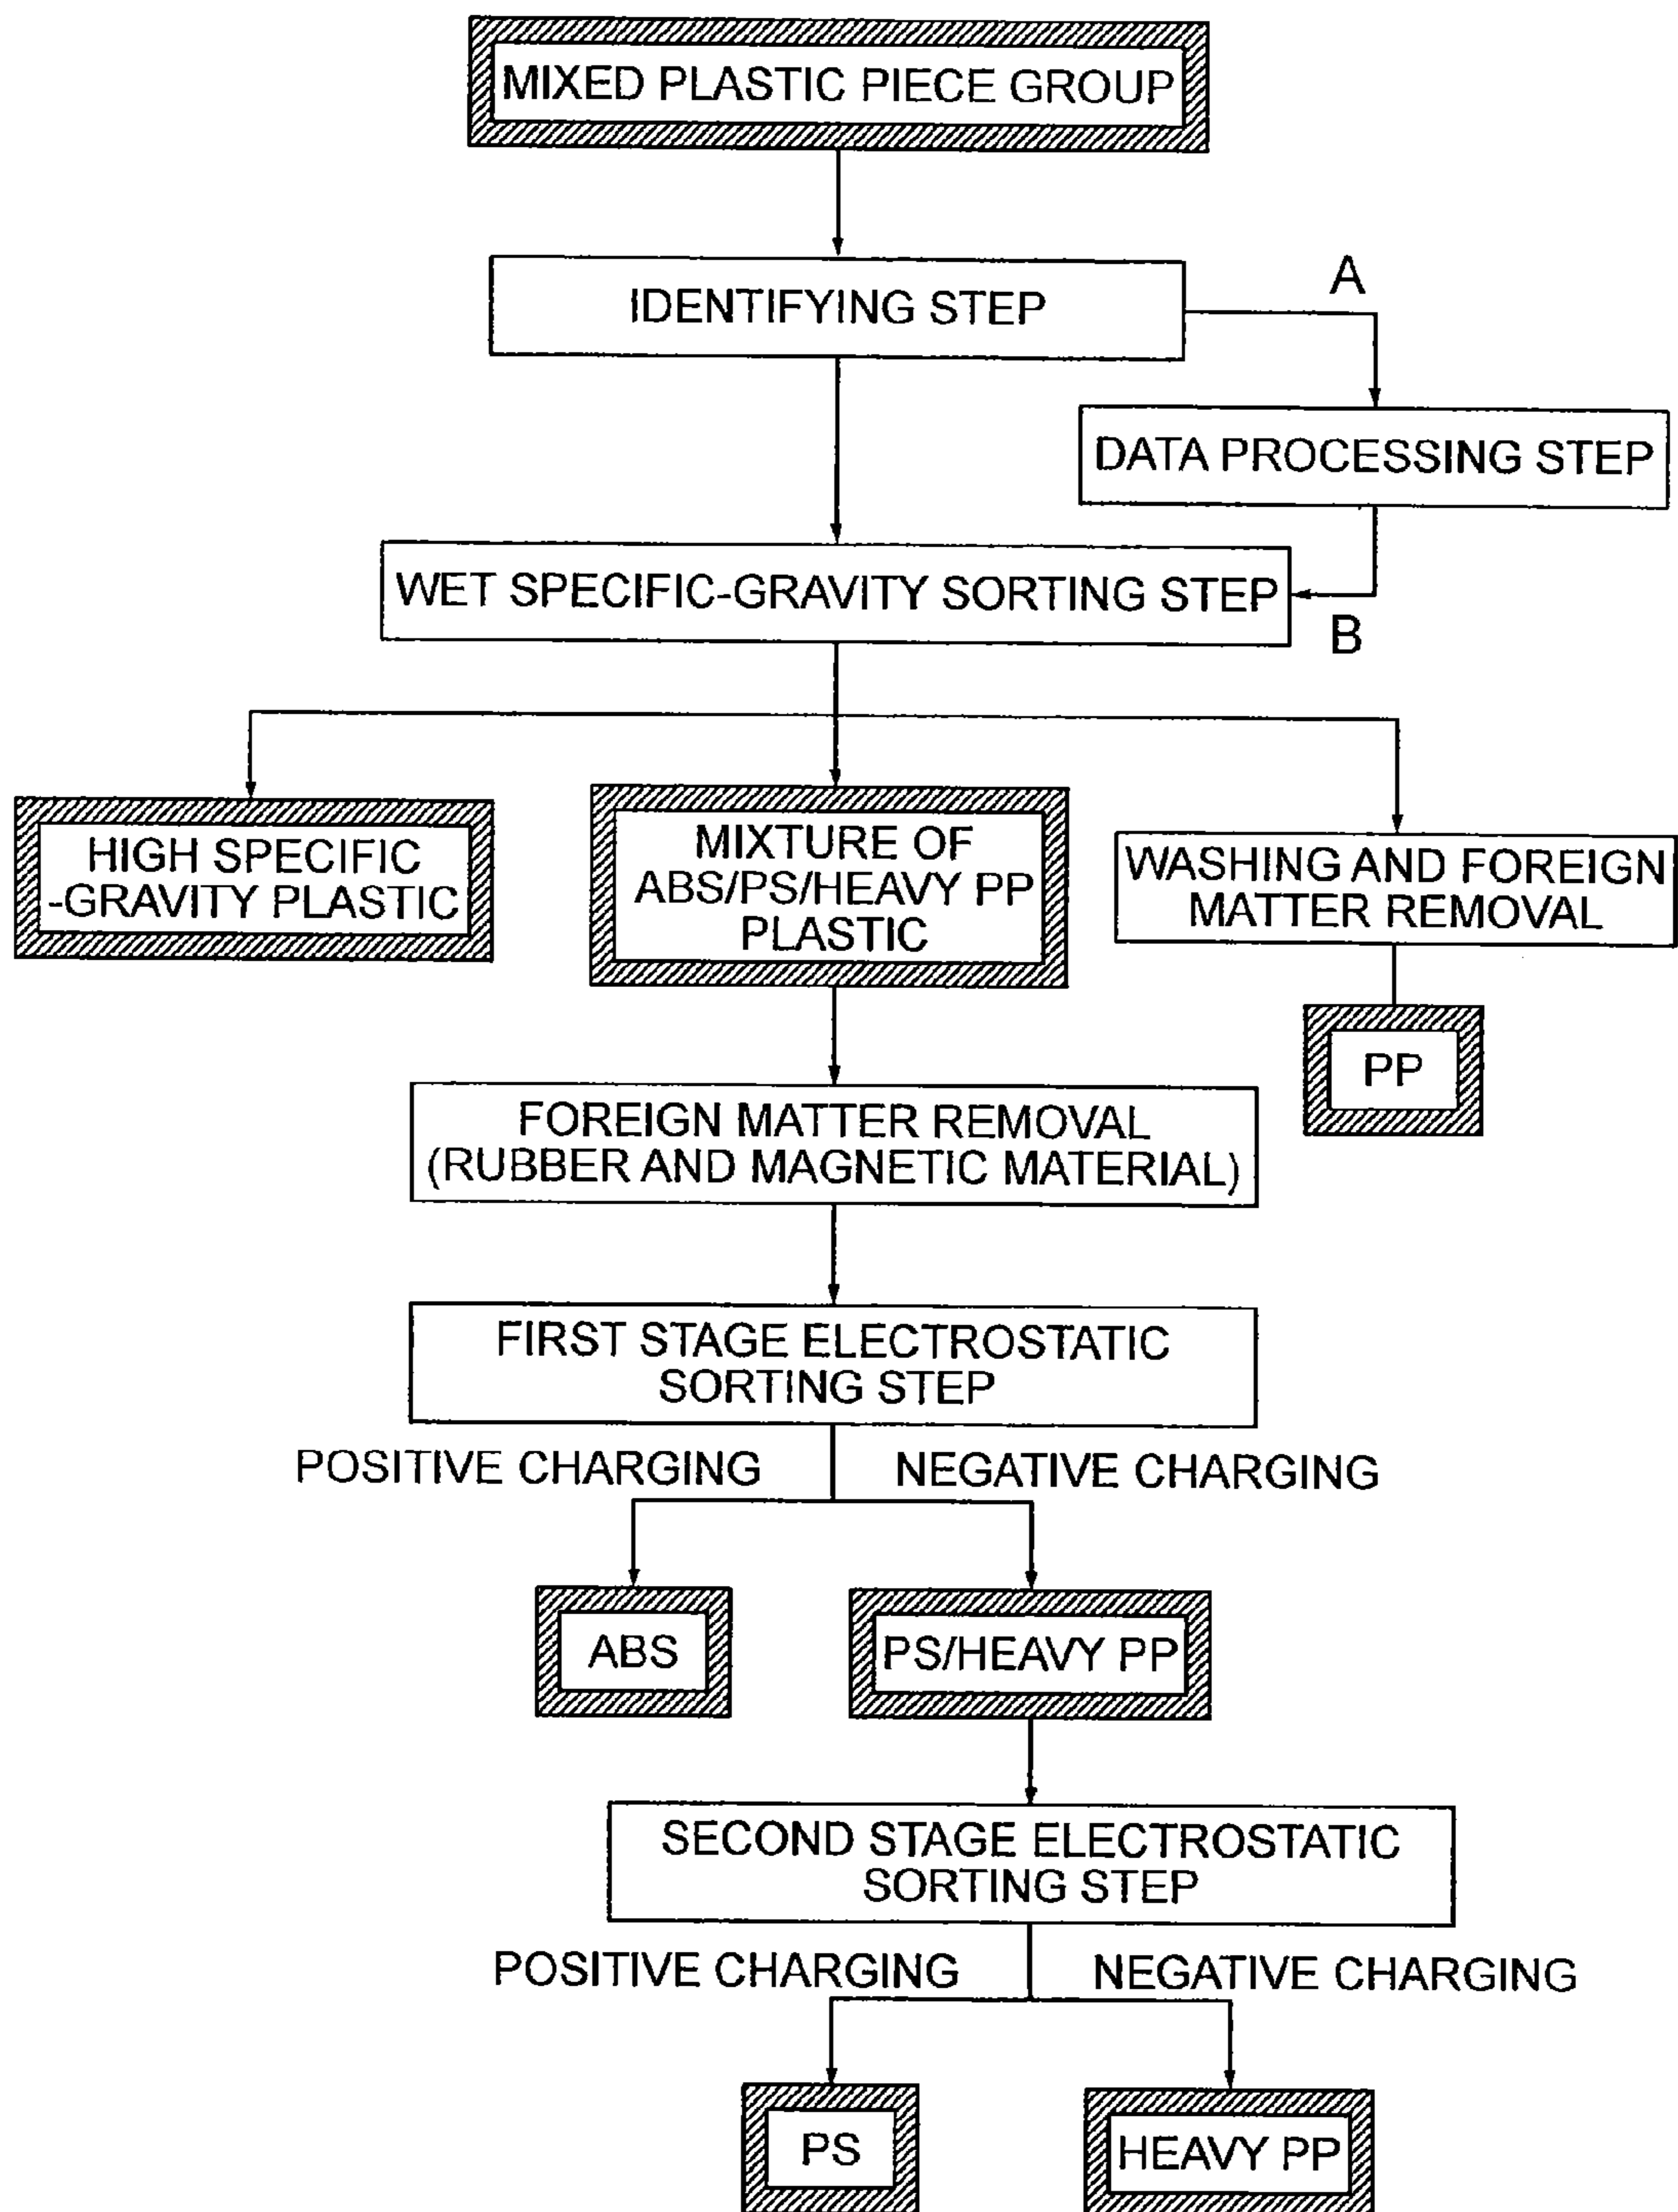 MIXED PLASTIC PIECE GROUP
IDENTIFYING STEP
A
DATA PROCESSING STEP
WET SPECIFIC-GRAVITY SORTING STEP
B
HIGH SPECIFIC
-GRAVITY PLASTIC
MIXTURE OF
ABS/PS/HEAVY PP
PLASTIC
WASHING AND FOREIGN
MATTER REMOVAL
PP
FOREIGN MATTER REMOVAL
(RUBBER AND MAGNETIC MATERIAL)
FIRST STAGE ELECTROSTATIC
SORTING STEP
POSITIVE CHARGING
NEGATIVE CHARGING
ABS
PS/HEAVY PP
SECOND STAGE ELECTROSTATIC
SORTING STEP
POSITIVE CHARGING
NEGATIVE CHARGING
PS
HEAVY PP